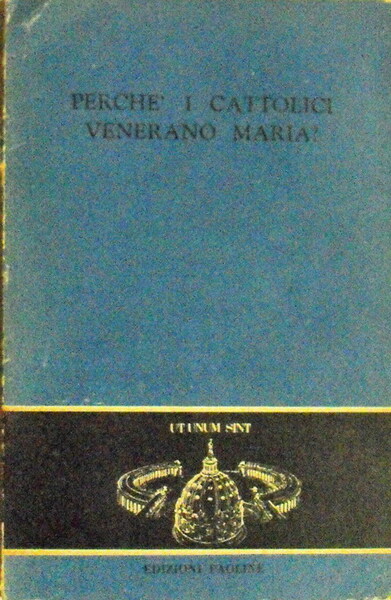 PERCHE' I CATTOLICI
VENERANO MARIA?
UT UNUM SINT
EDIZIONI PAOLINE